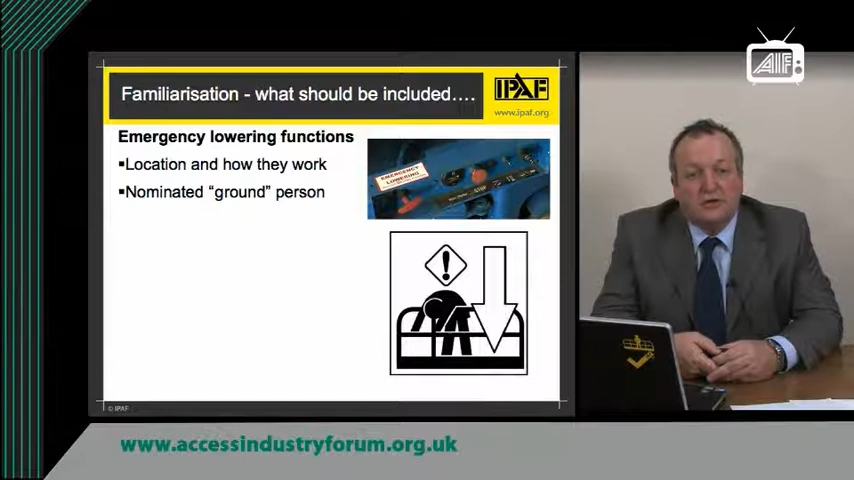 AIF
Familiarisation - what should be included....
IPAF
www.ipaf.org
Emergency lowering functions
▪Location and how they work
▪Nominated “ground” person
EMERGENCY
LOWERING
STOP
!
© IPAF
www.accessindustryforum.org.uk